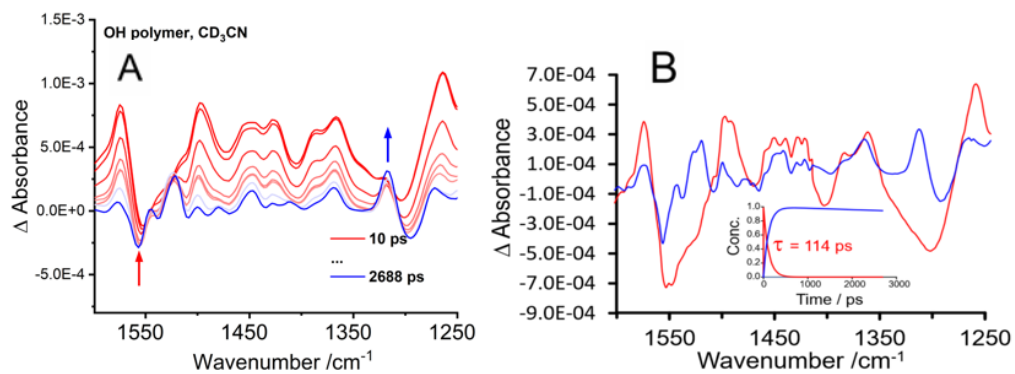 OH polymer, CD3CN
A
1.5E-3
1.0E-3
5.0E-4
0.0E+0
-5.0E-4
Δ Absorbance
10 ps
...
2688 ps
1550
1450
1350
1250
Wavenumber /cm-1
B
7.0E-04
5.0E-04
3.0E-04
1.0E-04
-1.0E-04
-3.0E-04
-5.0E-04
-7.0E-04
-9.0E-04
Δ Absorbance
1.0
0.8
0.6
0.4
0.2
0.0
Conc.
τ = 114 ps
0
1000
2000
3000
Time / ps
1550
1450
1350
1250
Wavenumber /cm-1